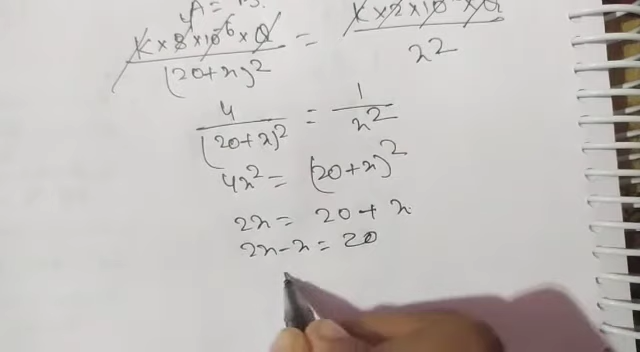 K × 8 × 10⁻⁶ × Q / (20+x)² = K × 2 × 10⁻⁶ × Q / x²
4 / (20+x)² = 1 / x²
4x² = (20+x)²
2x = 20 + x
2x - x = 20